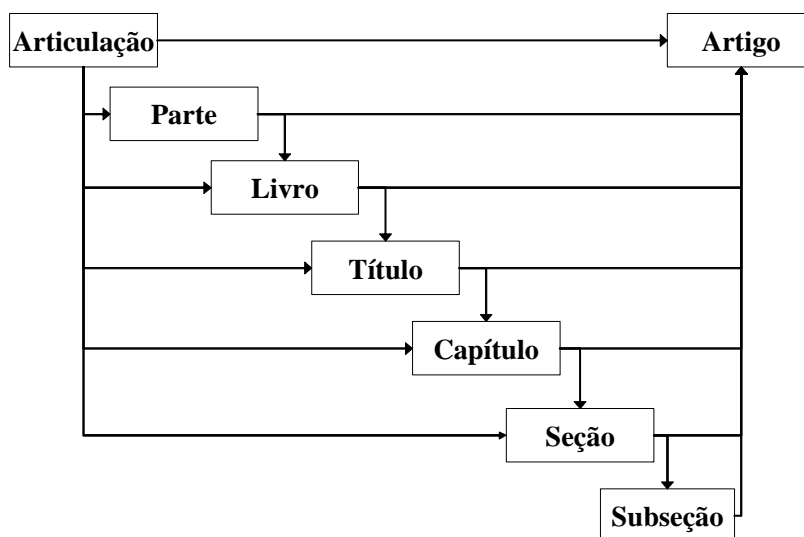 Articulação
Artigo
Parte
Livro
Título
Capítulo
Seção
Subseção